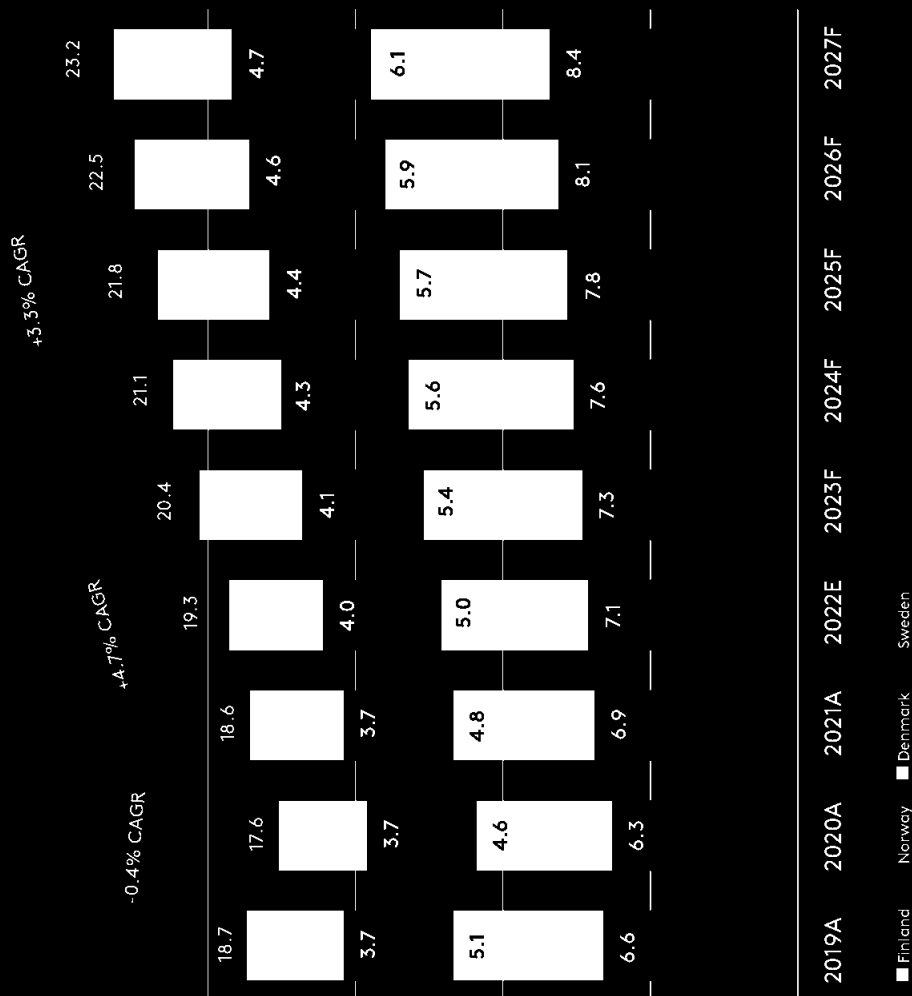 -0.4% CAGR
+4.7% CAGR
+3.3% CAGR
18.7 17.6 18.6 19.3 20.4 21.1 21.8 22.5 23.2
3.7 3.7 3.7 4.0 4.1 4.3 4.4 4.6 4.7
5.1 4.6 4.8 5.0 5.4 5.6 5.7 5.9 6.1
6.6 6.3 6.9 7.1 7.3 7.6 7.8 8.1 8.4
2019A 2020A 2021A 2022E 2023F 2024F 2025F 2026F 2027F
Finland Norway Denmark Sweden